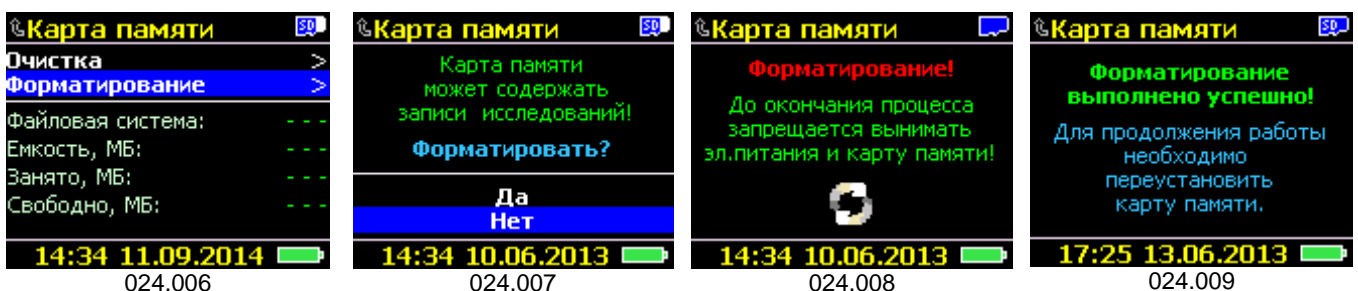 Карта памяти SD
Очистка >
Форматирование >
Файловая система: - - -
Емкость, МБ: - - -
Занято, МБ: - - -
Свободно, МБ: - - -
14:34 11.09.2014
024.006
Карта памяти SD
Карта памяти
может содержать
записи исследований!
Форматировать?
Да
Нет
14:34 10.06.2013
024.007
Карта памяти
Форматирование!
До окончания процесса
запрещается вынимать
эл.питания и карту памяти!
14:34 10.06.2013
024.008
Карта памяти SD
Форматирование
выполнено успешно!
Для продолжения работы
необходимо
переустановить
карту памяти.
17:25 13.06.2013
024.009